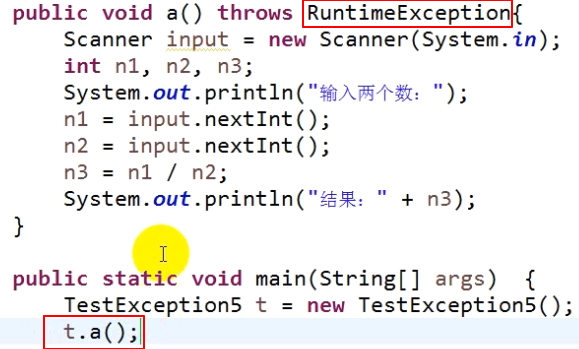 public void a() throws RuntimeException{
    Scanner input = new Scanner(System.in);
    int n1, n2, n3;
    System.out.println("输入两个数：");
    n1 = input.nextInt();
    n2 = input.nextInt();
    n3 = n1 / n2;
    System.out.println("结果：" + n3);
}
public static void main(String[] args)  {
    TestException5 t = new TestException5();
    t.a();